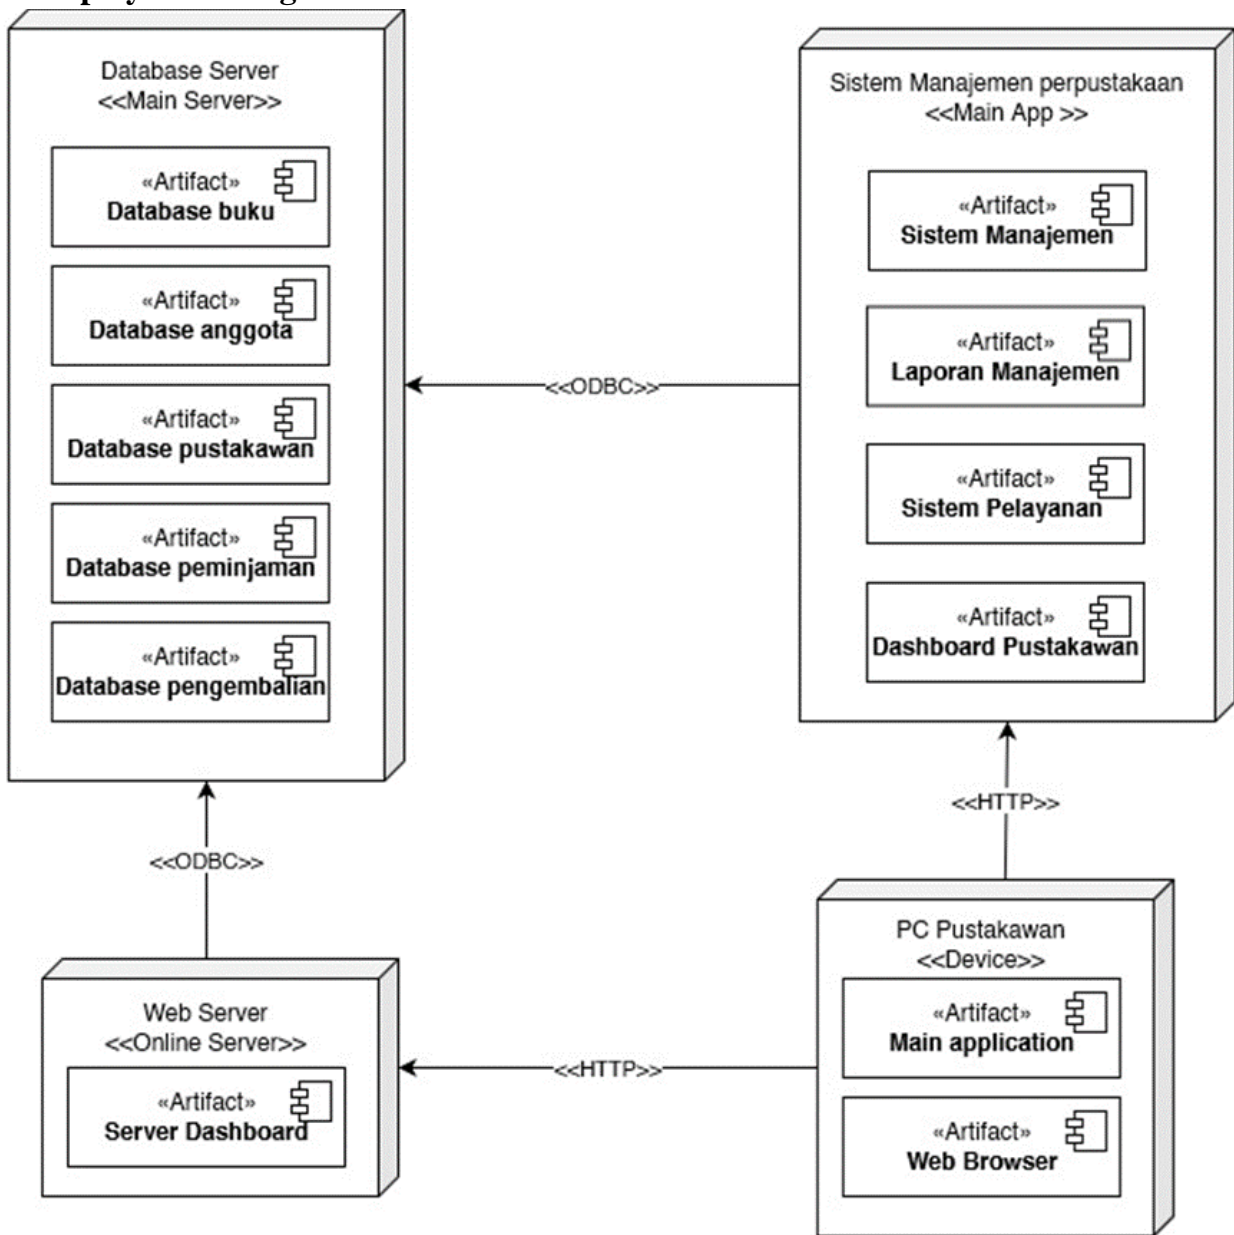 Database Server
<<Main Server>>
«Artifact»
Database buku
«Artifact»
Database anggota
«Artifact»
Database pustakawan
«Artifact»
Database peminjaman
«Artifact»
Database pengembalian
Sistem Manajemen perpustakaan
<<Main App >>
«Artifact»
Sistem Manajemen
«Artifact»
Laporan Manajemen
«Artifact»
Sistem Pelayanan
«Artifact»
Dashboard Pustakawan
<<ODBC>>
<<ODBC>>
<<HTTP>>
Web Server
<<Online Server>>
«Artifact»
Server Dashboard
<<HTTP>>
PC Pustakawan
<<Device>>
«Artifact»
Main application
«Artifact»
Web Browser